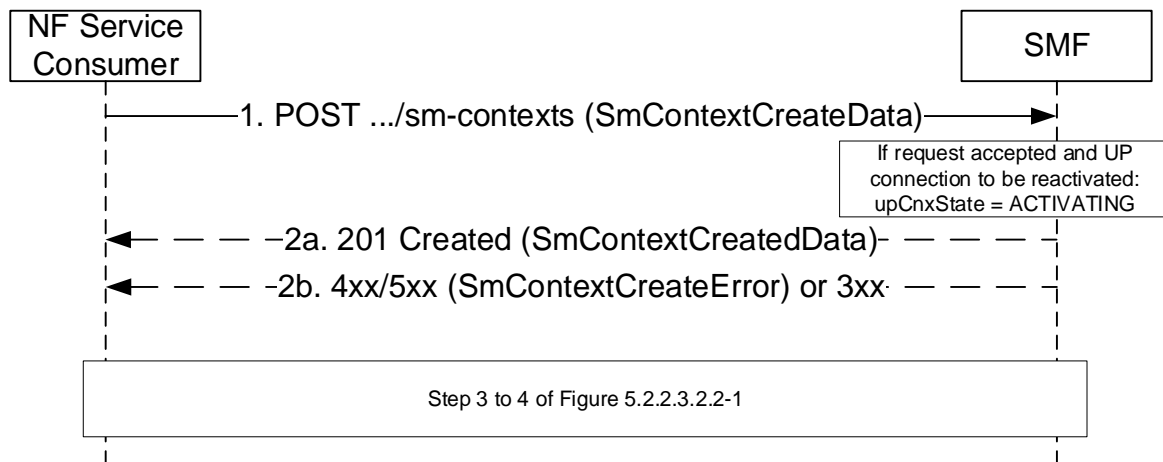 NF Service
Consumer
SMF
1. POST .../sm-contexts (SmContextCreateData)
If request accepted and UP
connection to be reactivated:
upCnxState = ACTIVATING
2a. 201 Created (SmContextCreatedData)
2b. 4xx/5xx (SmContextCreateError) or 3xx
Step 3 to 4 of Figure 5.2.2.3.2.2-1